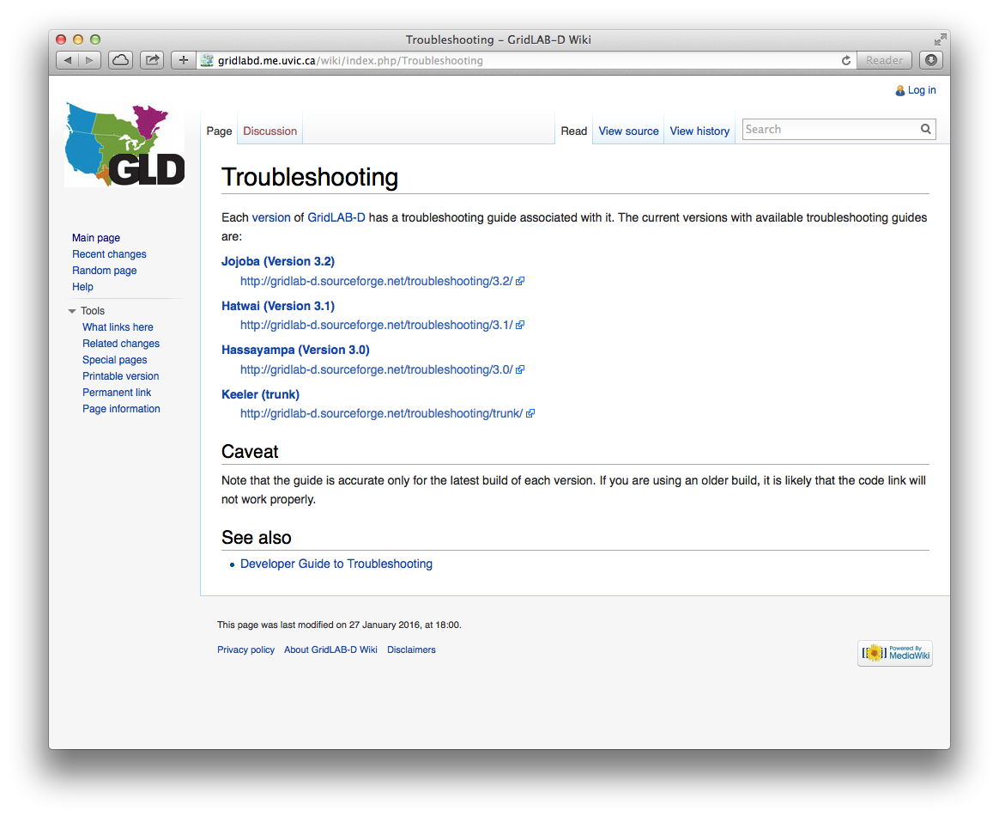 Troubleshooting – GridLAB-D Wiki
gridlabd.me.uvic.ca/wiki/index.php/Troubleshooting
Reader
Log in
GLD
Page
Discussion
Read
View source
View history
Search
Main page
Recent changes
Random page
Help
Tools
What links here
Related changes
Special pages
Printable version
Permanent link
Page information
Troubleshooting
Each version of GridLAB-D has a troubleshooting guide associated with it. The current versions with available troubleshooting guides
are:
Jojoba (Version 3.2)
http://gridlab-d.sourceforge.net/troubleshooting/3.2/
Hatwai (Version 3.1)
http://gridlab-d.sourceforge.net/troubleshooting/3.1/
Hassayampa (Version 3.0)
http://gridlab-d.sourceforge.net/troubleshooting/3.0/
Keeler (trunk)
http://gridlab-d.sourceforge.net/troubleshooting/trunk/
Caveat
Note that the guide is accurate only for the latest build of each version. If you are using an older build, it is likely that the code link will
not work properly.
See also
Developer Guide to Troubleshooting
This page was last modified on 27 January 2016, at 18:00.
Privacy policy
About GridLAB-D Wiki
Disclaimers
Powered By
MediaWiki